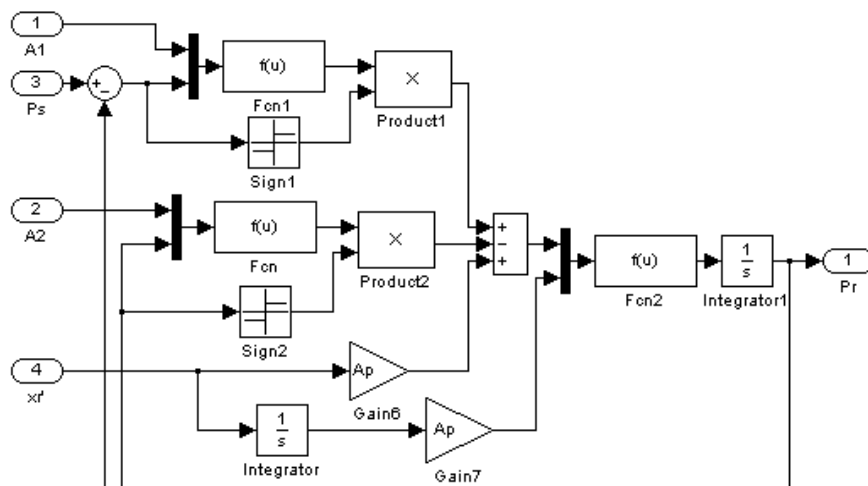 1
A1
3
Ps
+
-
f(u)
Fcn1
×
Product1
Sign1
2
A2
f(u)
Fcn
×
Product2
Sign2
+
-
+
f(u)
Fcn2
1
s
Integrator1
1
Pr
4
xr'
Ap
Gain6
1
s
Integrator
Ap
Gain7